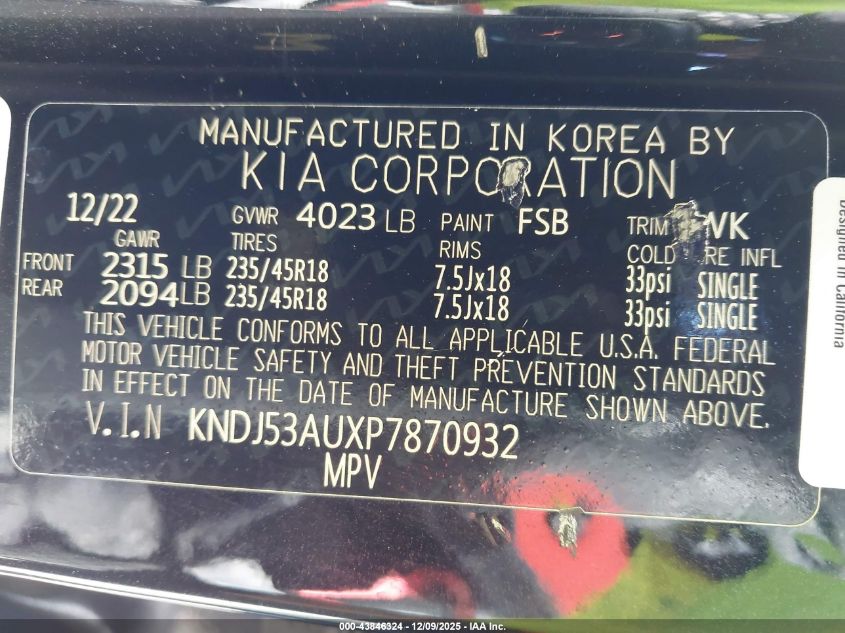 MANUFACTURED IN KOREA BY
KIA CORPORATION
12/22 GVWR 4023 LB PAINT FSB TRIM WK
GAWR TIRES RIMS COLD TIRE INFL
FRONT 2315 LB 235/45R18 7.5Jx18 33psi SINGLE
REAR 2094 LB 235/45R18 7.5Jx18 33psi SINGLE
THIS VEHICLE CONFORMS TO ALL APPLICABLE U.S.A. FEDERAL
MOTOR VEHICLE SAFETY AND THEFT PREVENTION STANDARDS
IN EFFECT ON THE DATE OF MANUFACTURE SHOWN ABOVE.
V.I.N KNDJ53AUXP7870932
MPV
Designed in California
000-43846324 | 12/09/2025 - IAA Inc.